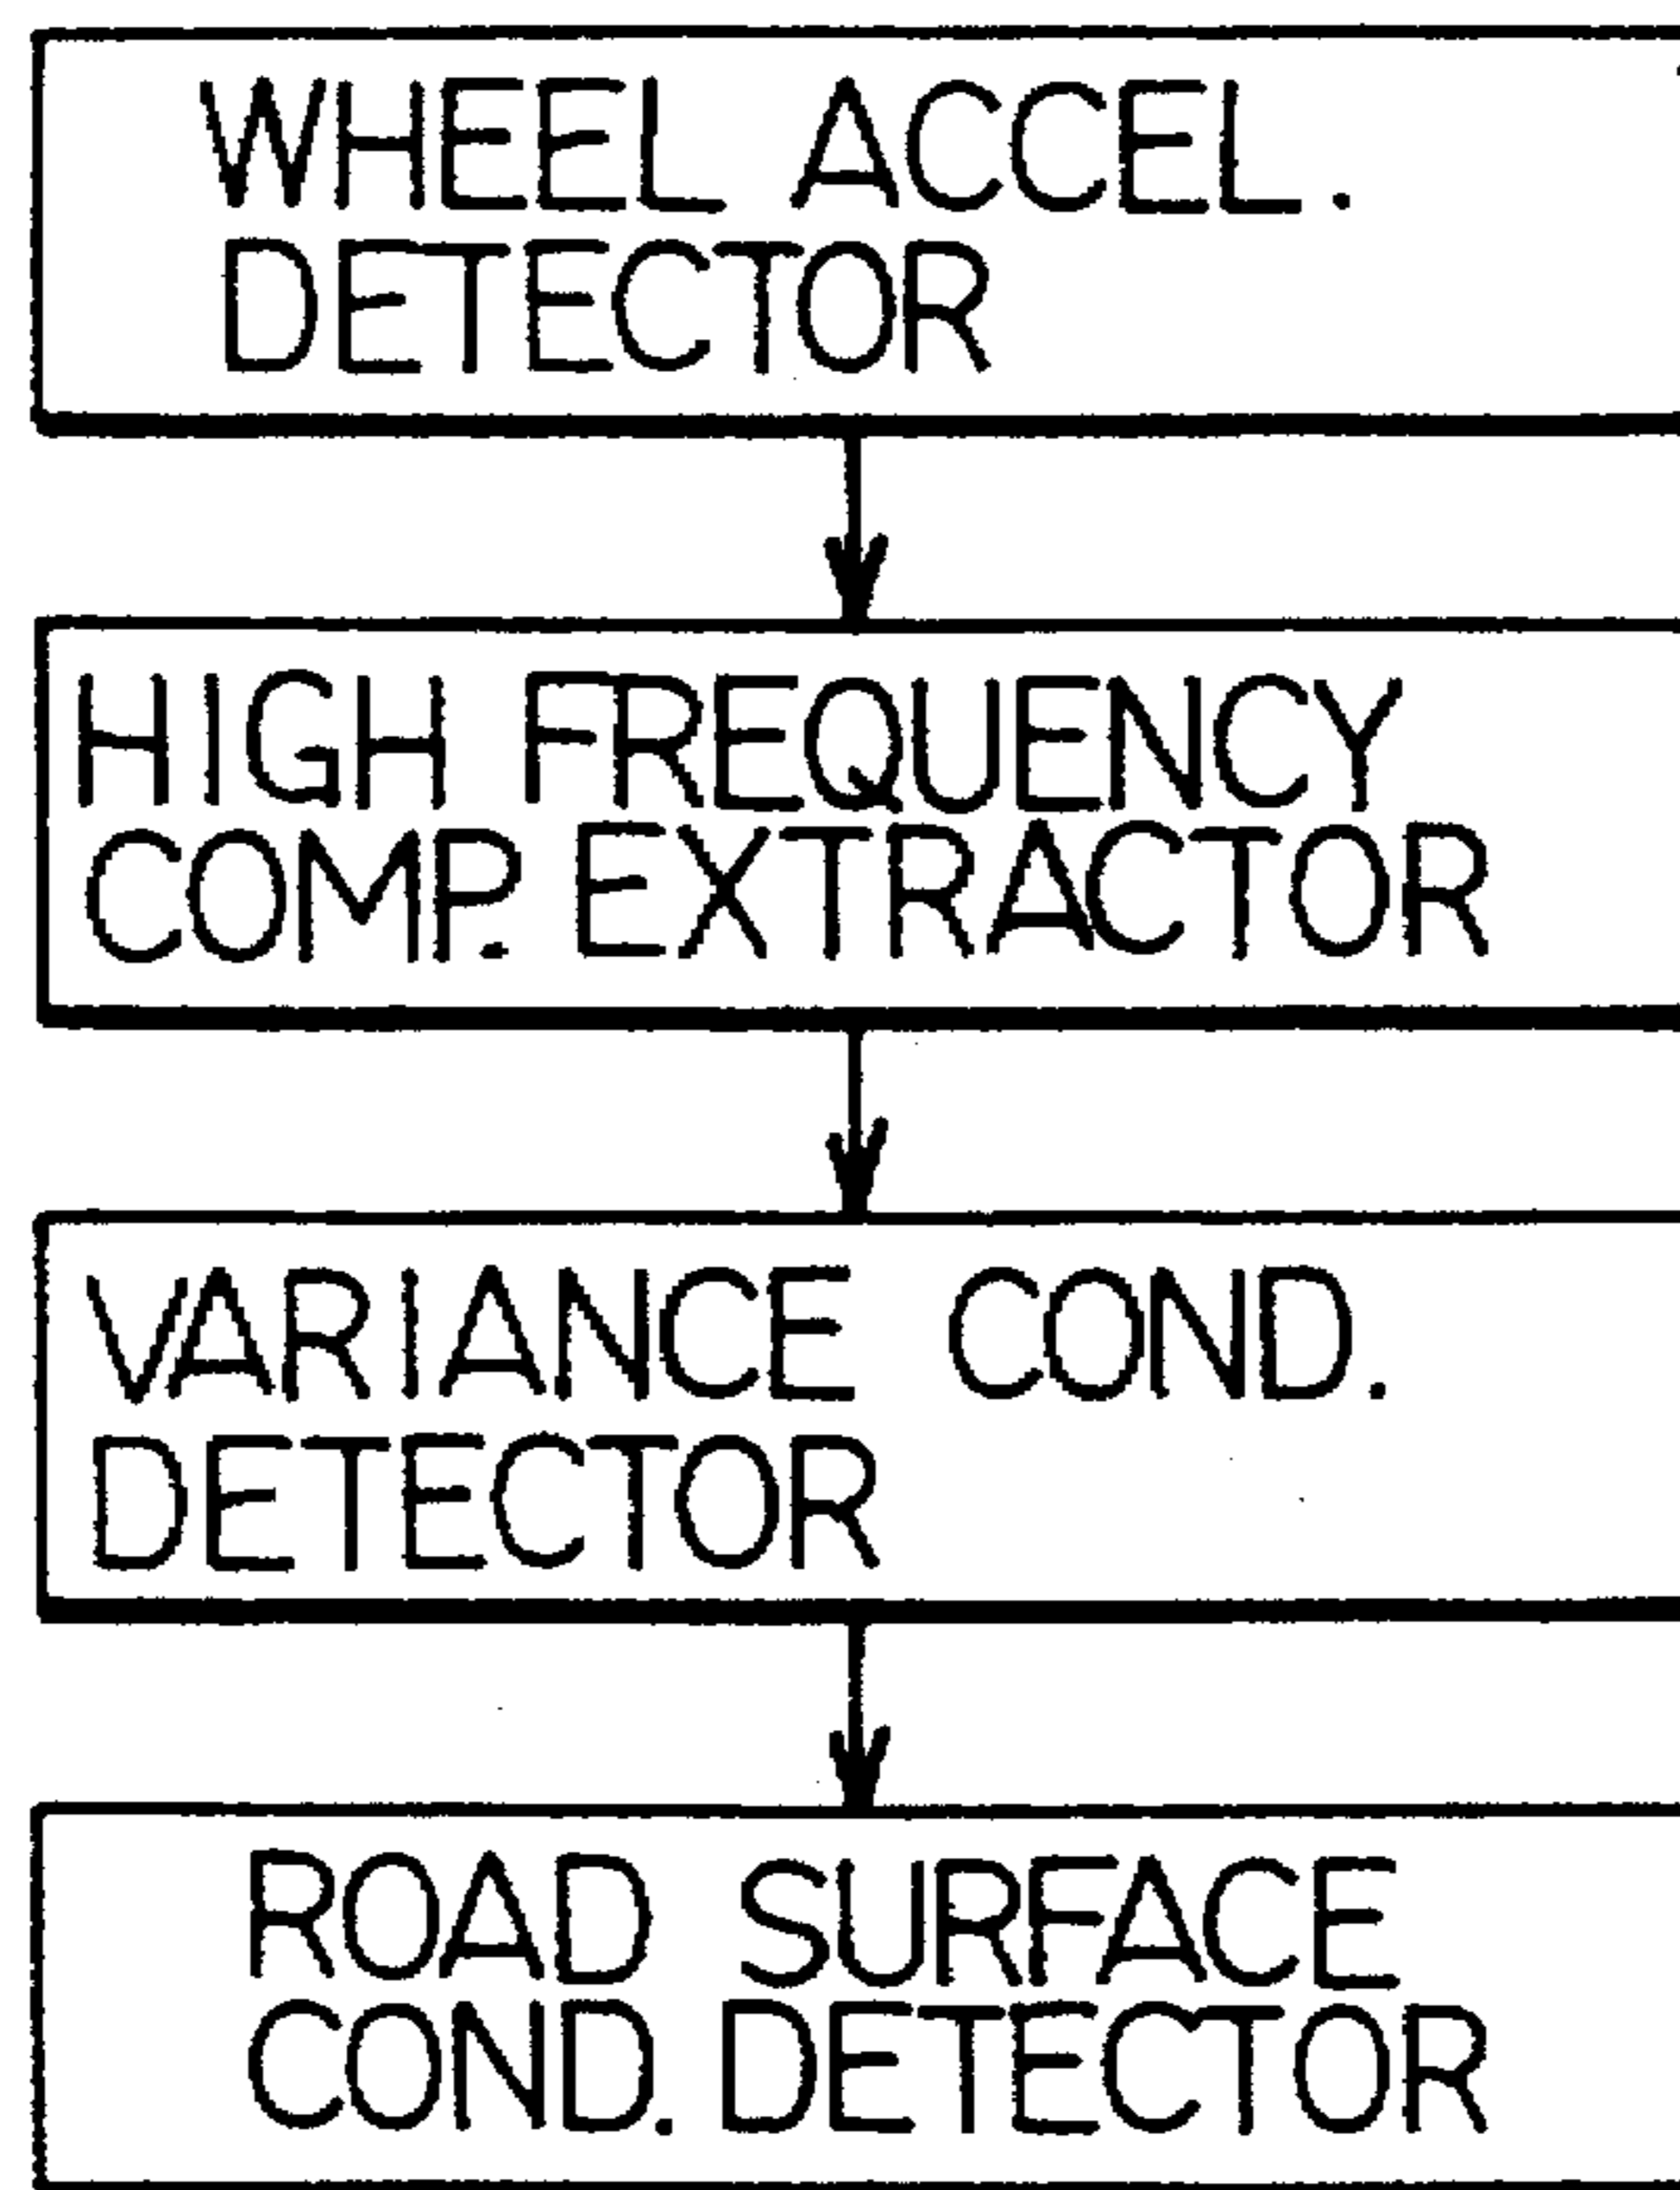 WHEEL ACCEL.
DETECTOR
HIGH FREQUENCY
COMP. EXTRACTOR
VARIANCE COND.
DETECTOR
ROAD SURFACE
COND. DETECTOR